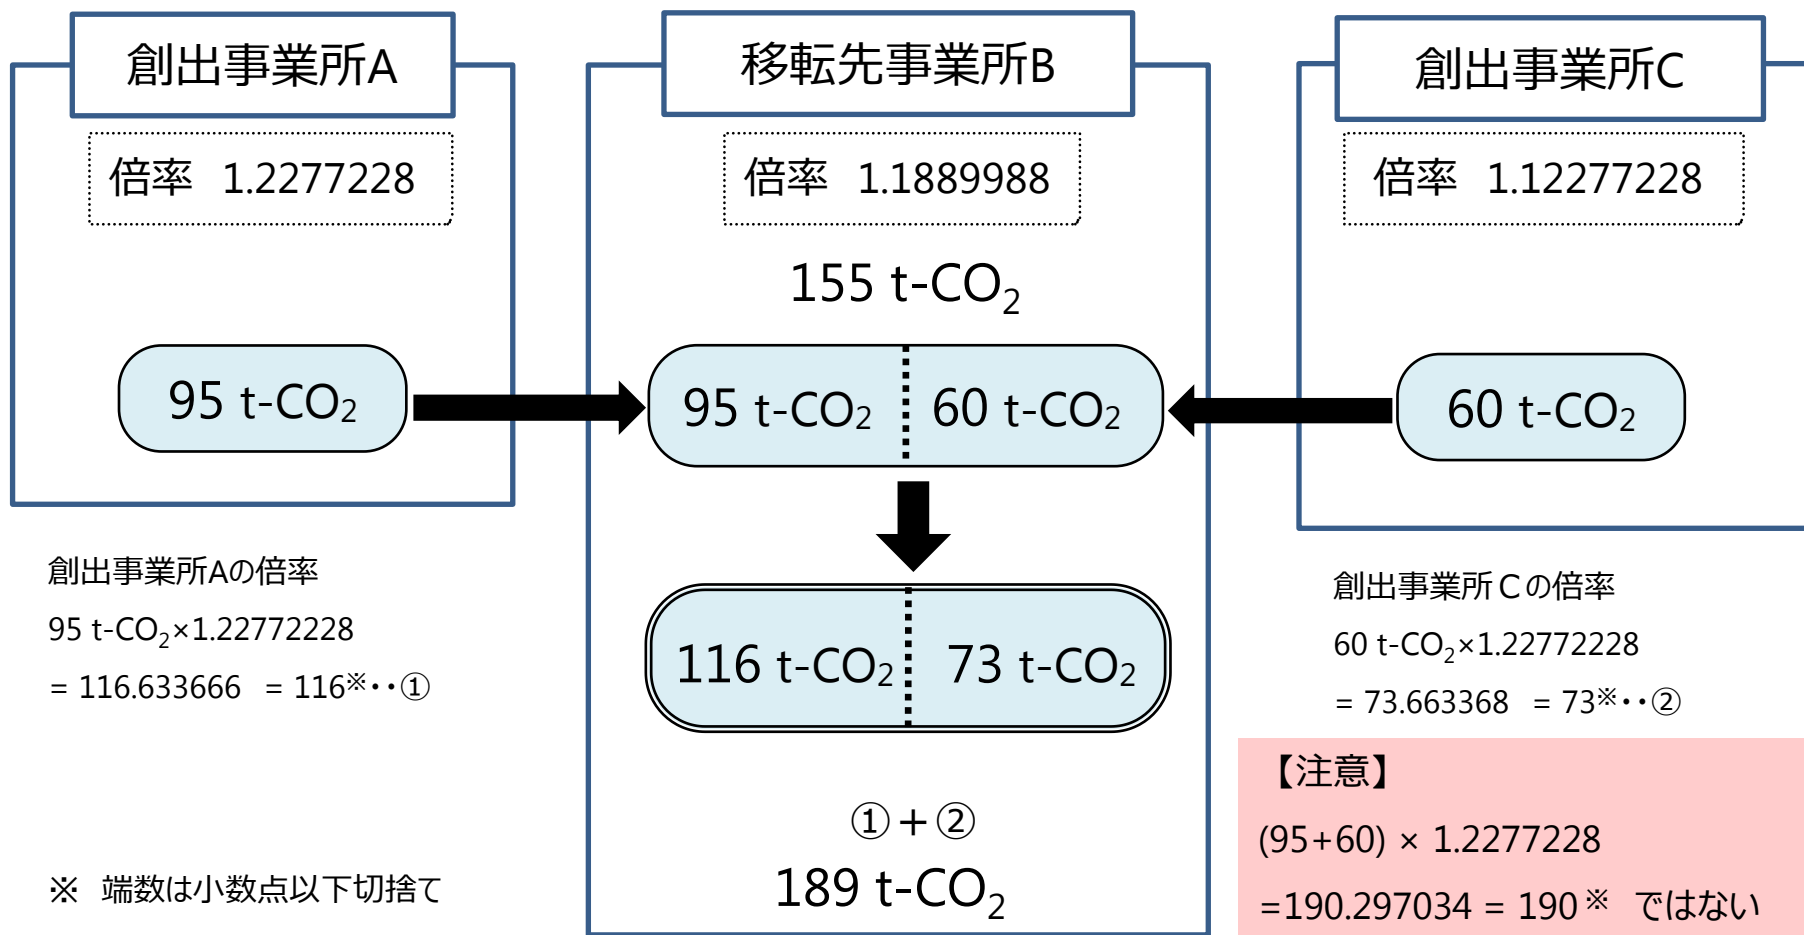 創出事業所A
倍率 1.2277228
95 t-CO₂
創出事業所Aの倍率
95 t-CO₂×1.22772228
= 116.633666 = 116※・・①
※ 端数は小数点以下切捨て
移転先事業所B
倍率 1.1889988
155 t-CO₂
95 t-CO₂ 60 t-CO₂
116 t-CO₂ 73 t-CO₂
①+②
189 t-CO₂
創出事業所C
倍率 1.12277228
60 t-CO₂
創出事業所Cの倍率
60 t-CO₂×1.22772228
= 73.663368 = 73※・・②
【注意】
(95+60) × 1.2277228
=190.297034 = 190※ ではない